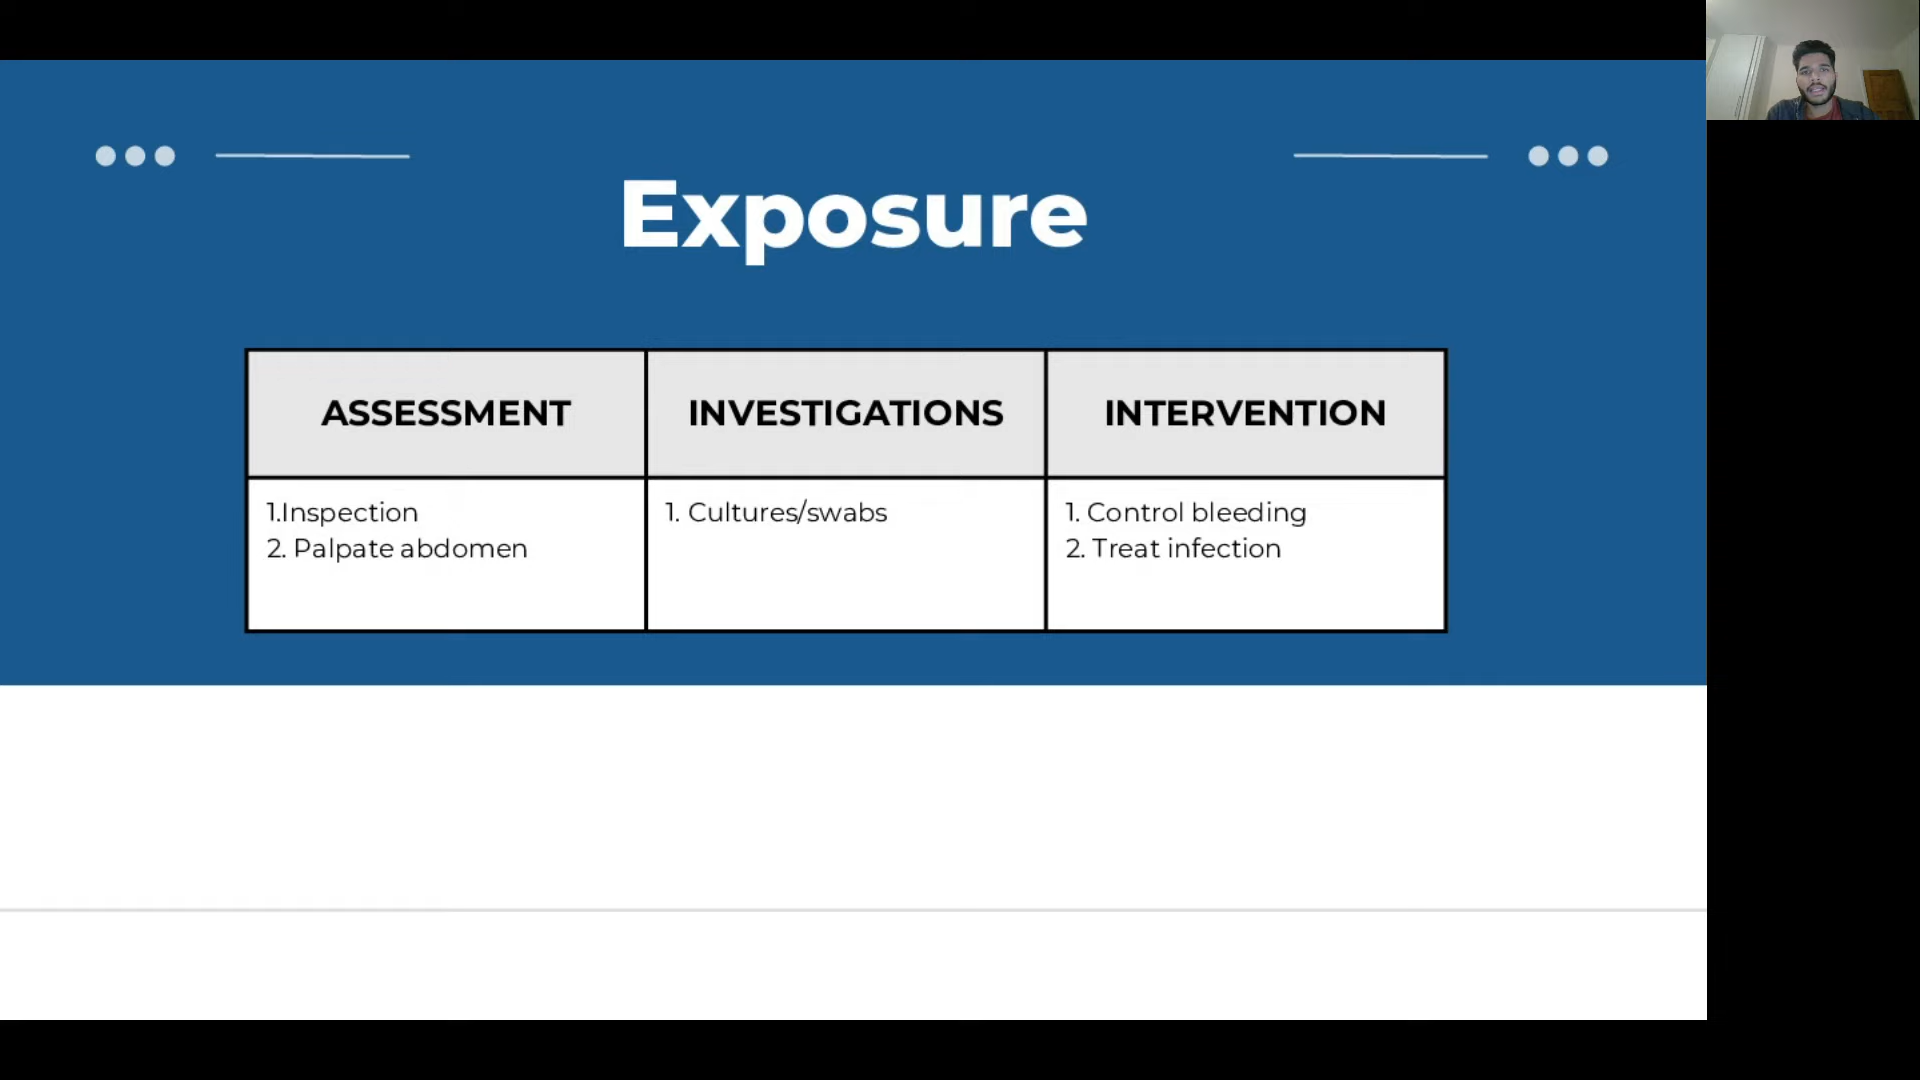 Exposure
ASSESSMENT
INVESTIGATIONS
INTERVENTION
1.Inspection
2. Palpate abdomen
1. Cultures/swabs
1. Control bleeding
2. Treat infection